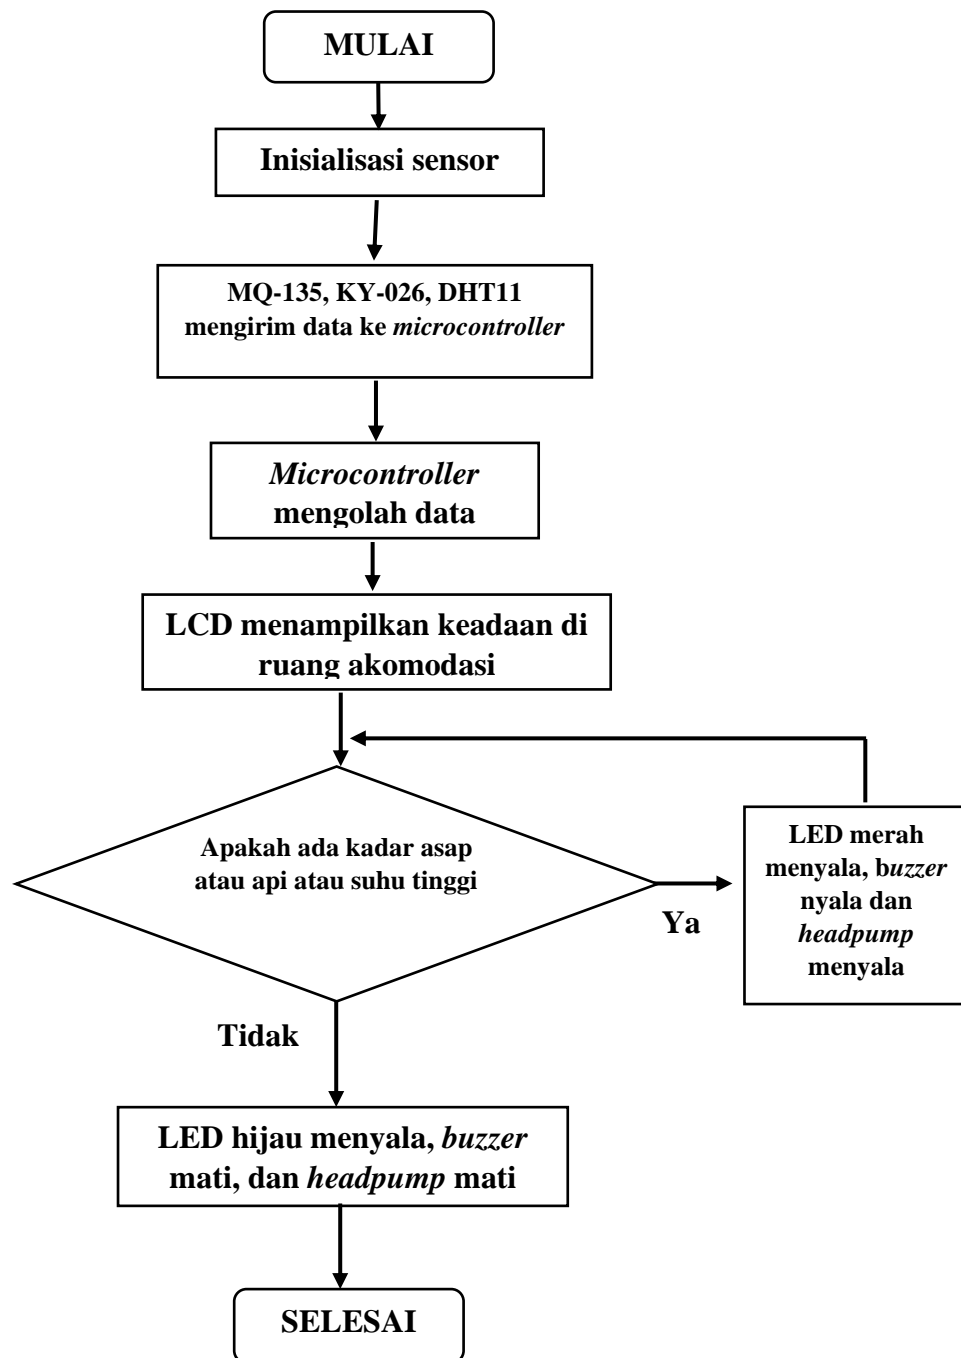 MULAI
Inisialisasi sensor
MQ-135, KY-026, DHT11
mengirim data ke microcontroller
Microcontroller
mengolah data
LCD menampilkan keadaan di
ruang akomodasi
Apakah ada kadar asap
atau api atau suhu tinggi
Ya
LED merah
menyala, buzzer
nyala dan
headpump
menyala
Tidak
LED hijau menyala, buzzer
mati, dan headpump mati
SELESAI